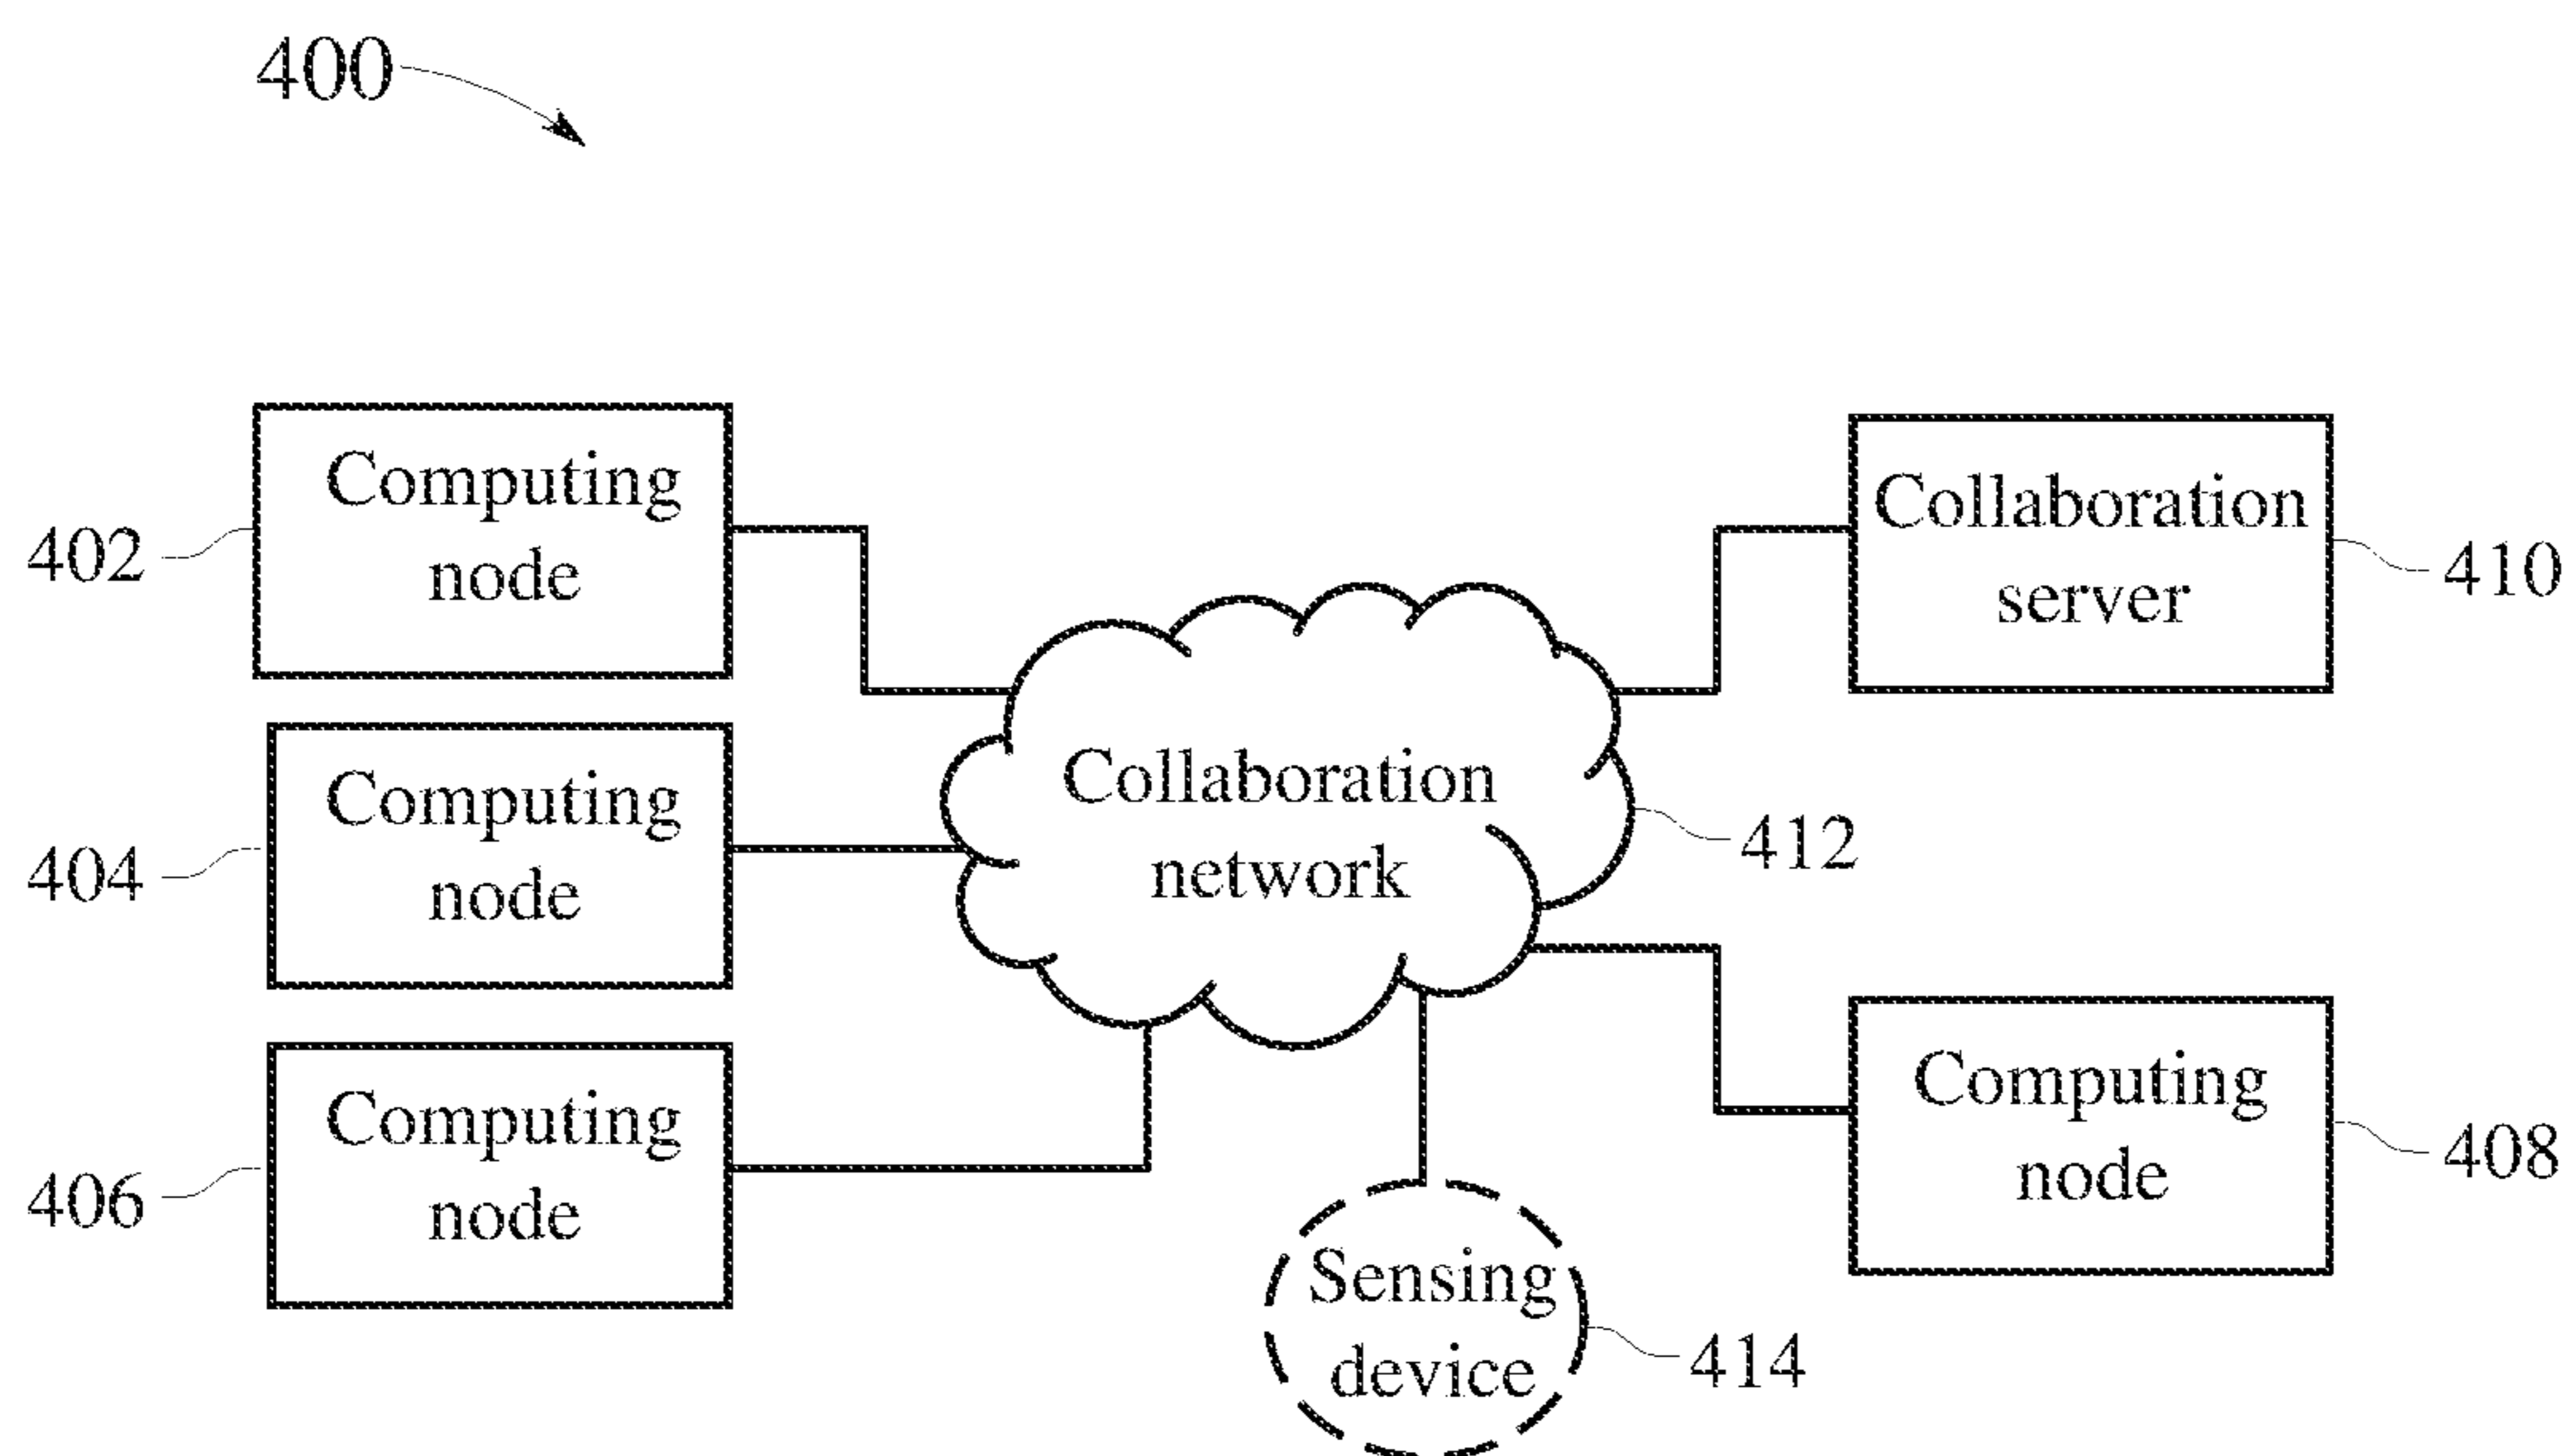 400
Computing
node
402
Collaboration
server
410
Computing
node
404
Collaboration
network
412
Computing
node
406
Computing
node
408
Sensing
device
414